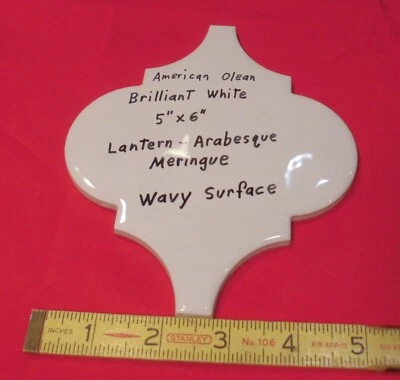 American Olean
Brilliant White
5" x 6"
Lantern - Arabesque
Meringue
Wavy Surface
INCHES 1 2 3 STANLEY No. 106 4 5